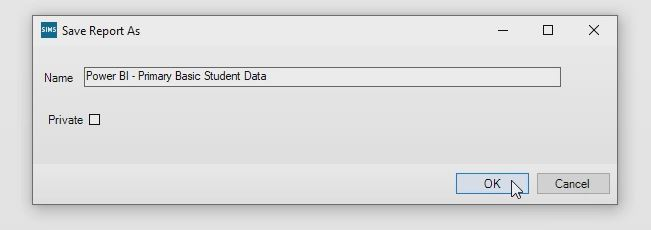 SIMS Save Report As
Name Power BI - Primary Basic Student Data
Private
OK Cancel